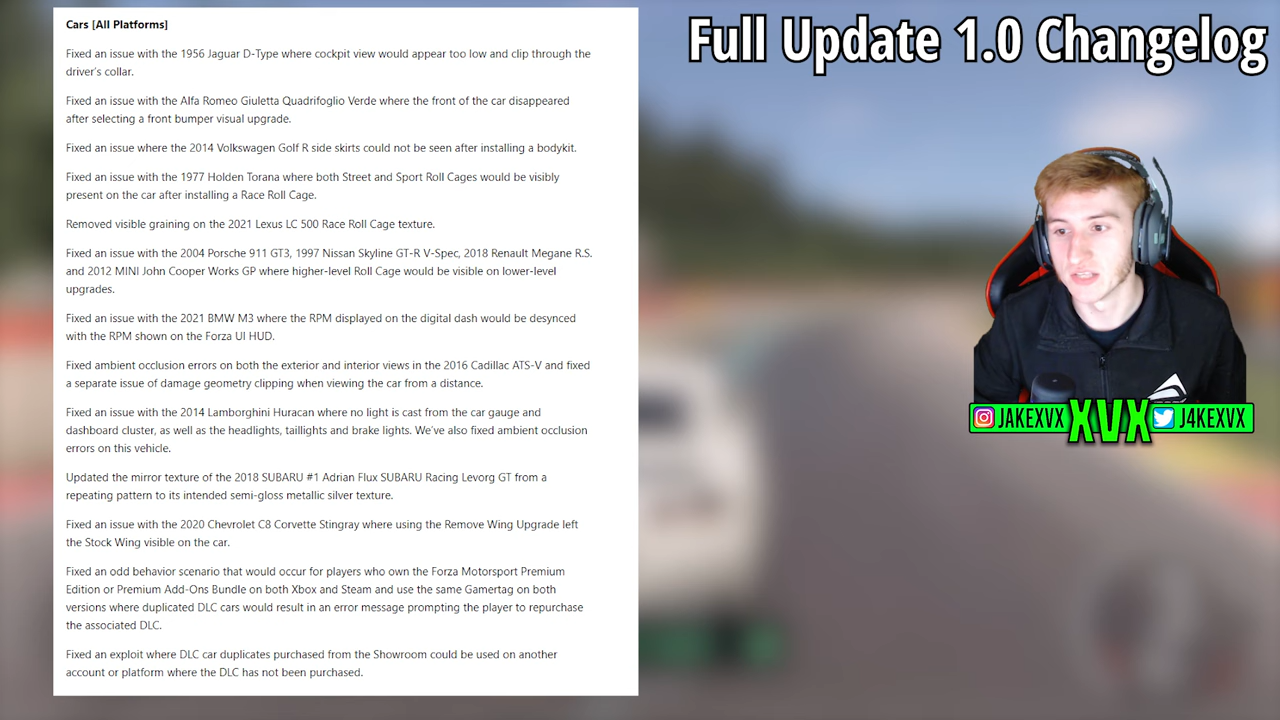 Full Update 1.0 Changelog
Cars [All Platforms]
Fixed an issue with the 1956 Jaguar D-Type where cockpit view would appear too low and clip through the
driver's collar.
Fixed an issue with the Alfa Romeo Giuletta Quadrifoglio Verde where the front of the car disappeared
after selecting a front bumper visual upgrade.
Fixed an issue where the 2014 Volkswagen Golf R side skirts could not be seen after installing a bodykit.
Fixed an issue with the 1977 Holden Torana where both Street and Sport Roll Cages would be visibly
present on the car after installing a Race Roll Cage.
Removed visible graining on the 2021 Lexus LC 500 Race Roll Cage texture.
Fixed an issue with the 2004 Porsche 911 GT3, 1997 Nissan Skyline GT-R V-Spec, 2018 Renault Megane R.S.
and 2012 MINI John Cooper Works GP where higher-level Roll Cage would be visible on lower-level
upgrades.
Fixed an issue with the 2021 BMW M3 where the RPM displayed on the digital dash would be desynced
with the RPM shown on the Forza UI HUD.
Fixed ambient occlusion errors on both the exterior and interior views in the 2016 Cadillac ATS-V and fixed
a separate issue of damage geometry clipping when viewing the car from a distance.
Fixed an issue with the 2014 Lamborghini Huracan where no light is cast from the car gauge and
dashboard cluster, as well as the headlights, taillights and brake lights. We've also fixed ambient occlusion
errors on this vehicle.
Updated the mirror texture of the 2018 SUBARU #1 Adrian Flux SUBARU Racing Levorg GT from a
repeating pattern to its intended semi-gloss metallic silver texture.
Fixed an issue with the 2020 Chevrolet C8 Corvette Stingray where using the Remove Wing Upgrade left
the Stock Wing visible on the car.
Fixed an odd behavior scenario that would occur for players who own the Forza Motorsport Premium
Edition or Premium Add-Ons Bundle on both Xbox and Steam and use the same Gamertag on both
versions where duplicated DLC cars would result in an error message prompting the player to repurchase
the associated DLC.
Fixed an exploit where DLC car duplicates purchased from the Showroom could be used on another
account or platform where the DLC has not been purchased.
JAKEXVX XVX J4KEXVX